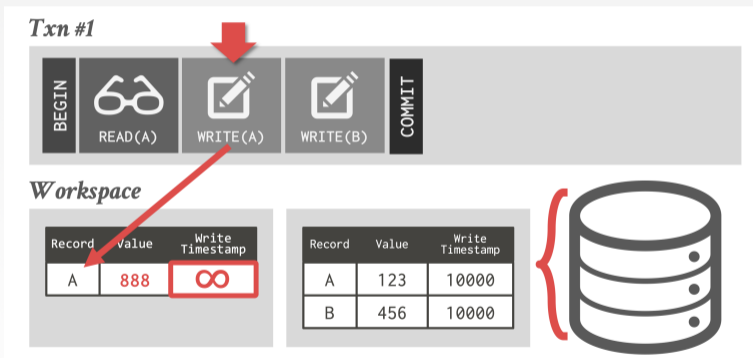 Txn #1
BEGIN
READ(A)
WRITE(A)
WRITE(B)
COMMIT
Workspace
Record Value Write Timestamp
A 888 ∞
Record Value Write Timestamp
A 123 10000
B 456 10000